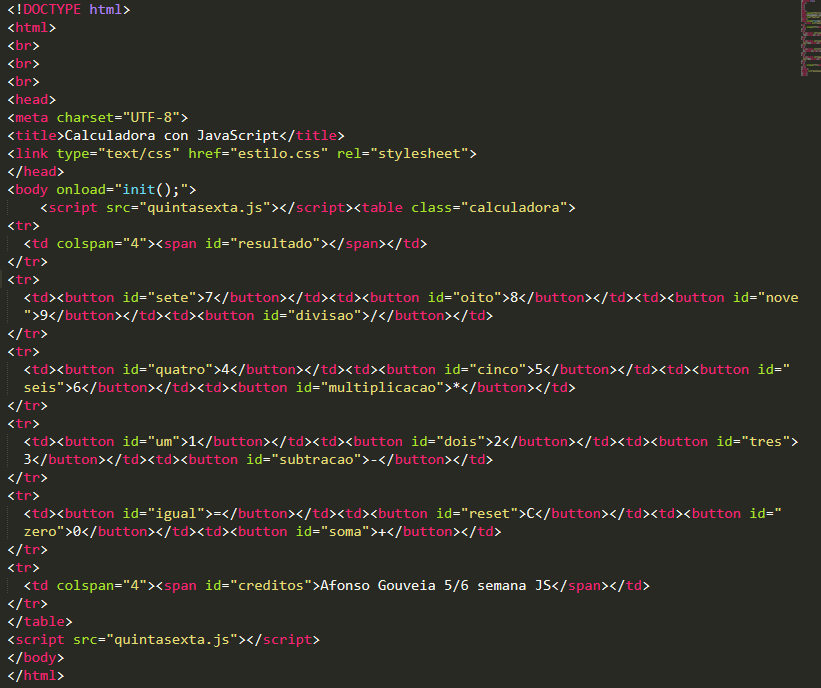 <!DOCTYPE html>
<html>
<br>
<br>
<br>
<head>
<meta charset="UTF-8">
<title>Calculadora con JavaScript</title>
<link type="text/css" href="estilo.css" rel="stylesheet">
</head>
<body onload="init();">
<script src="quintasexta.js"></script><table class="calculadora">
<tr>
<td colspan="4"><span id="resultado"></span></td>
</tr>
<tr>
<td><button id="sete">7</button></td><td><button id="oito">8</button></td><td><button id="nove
">9</button></td><td><button id="divisao">/</button></td>
</tr>
<tr>
<td><button id="quatro">4</button></td><td><button id="cinco">5</button></td><td><button id="
seis">6</button></td><td><button id="multiplicacao">*</button></td>
</tr>
<tr>
<td><button id="um">1</button></td><td><button id="dois">2</button></td><td><button id="tres">
3</button></td><td><button id="subtracao">-</button></td>
</tr>
<tr>
<td><button id="igual">=</button></td><td><button id="reset">C</button></td><td><button id="
zero">0</button></td><td><button id="soma">+</button></td>
</tr>
<tr>
<td colspan="4"><span id="creditos">Afonso Gouveia 5/6 semana JS</span></td>
</tr>
</table>
<script src="quintasexta.js"></script>
</body>
</html>